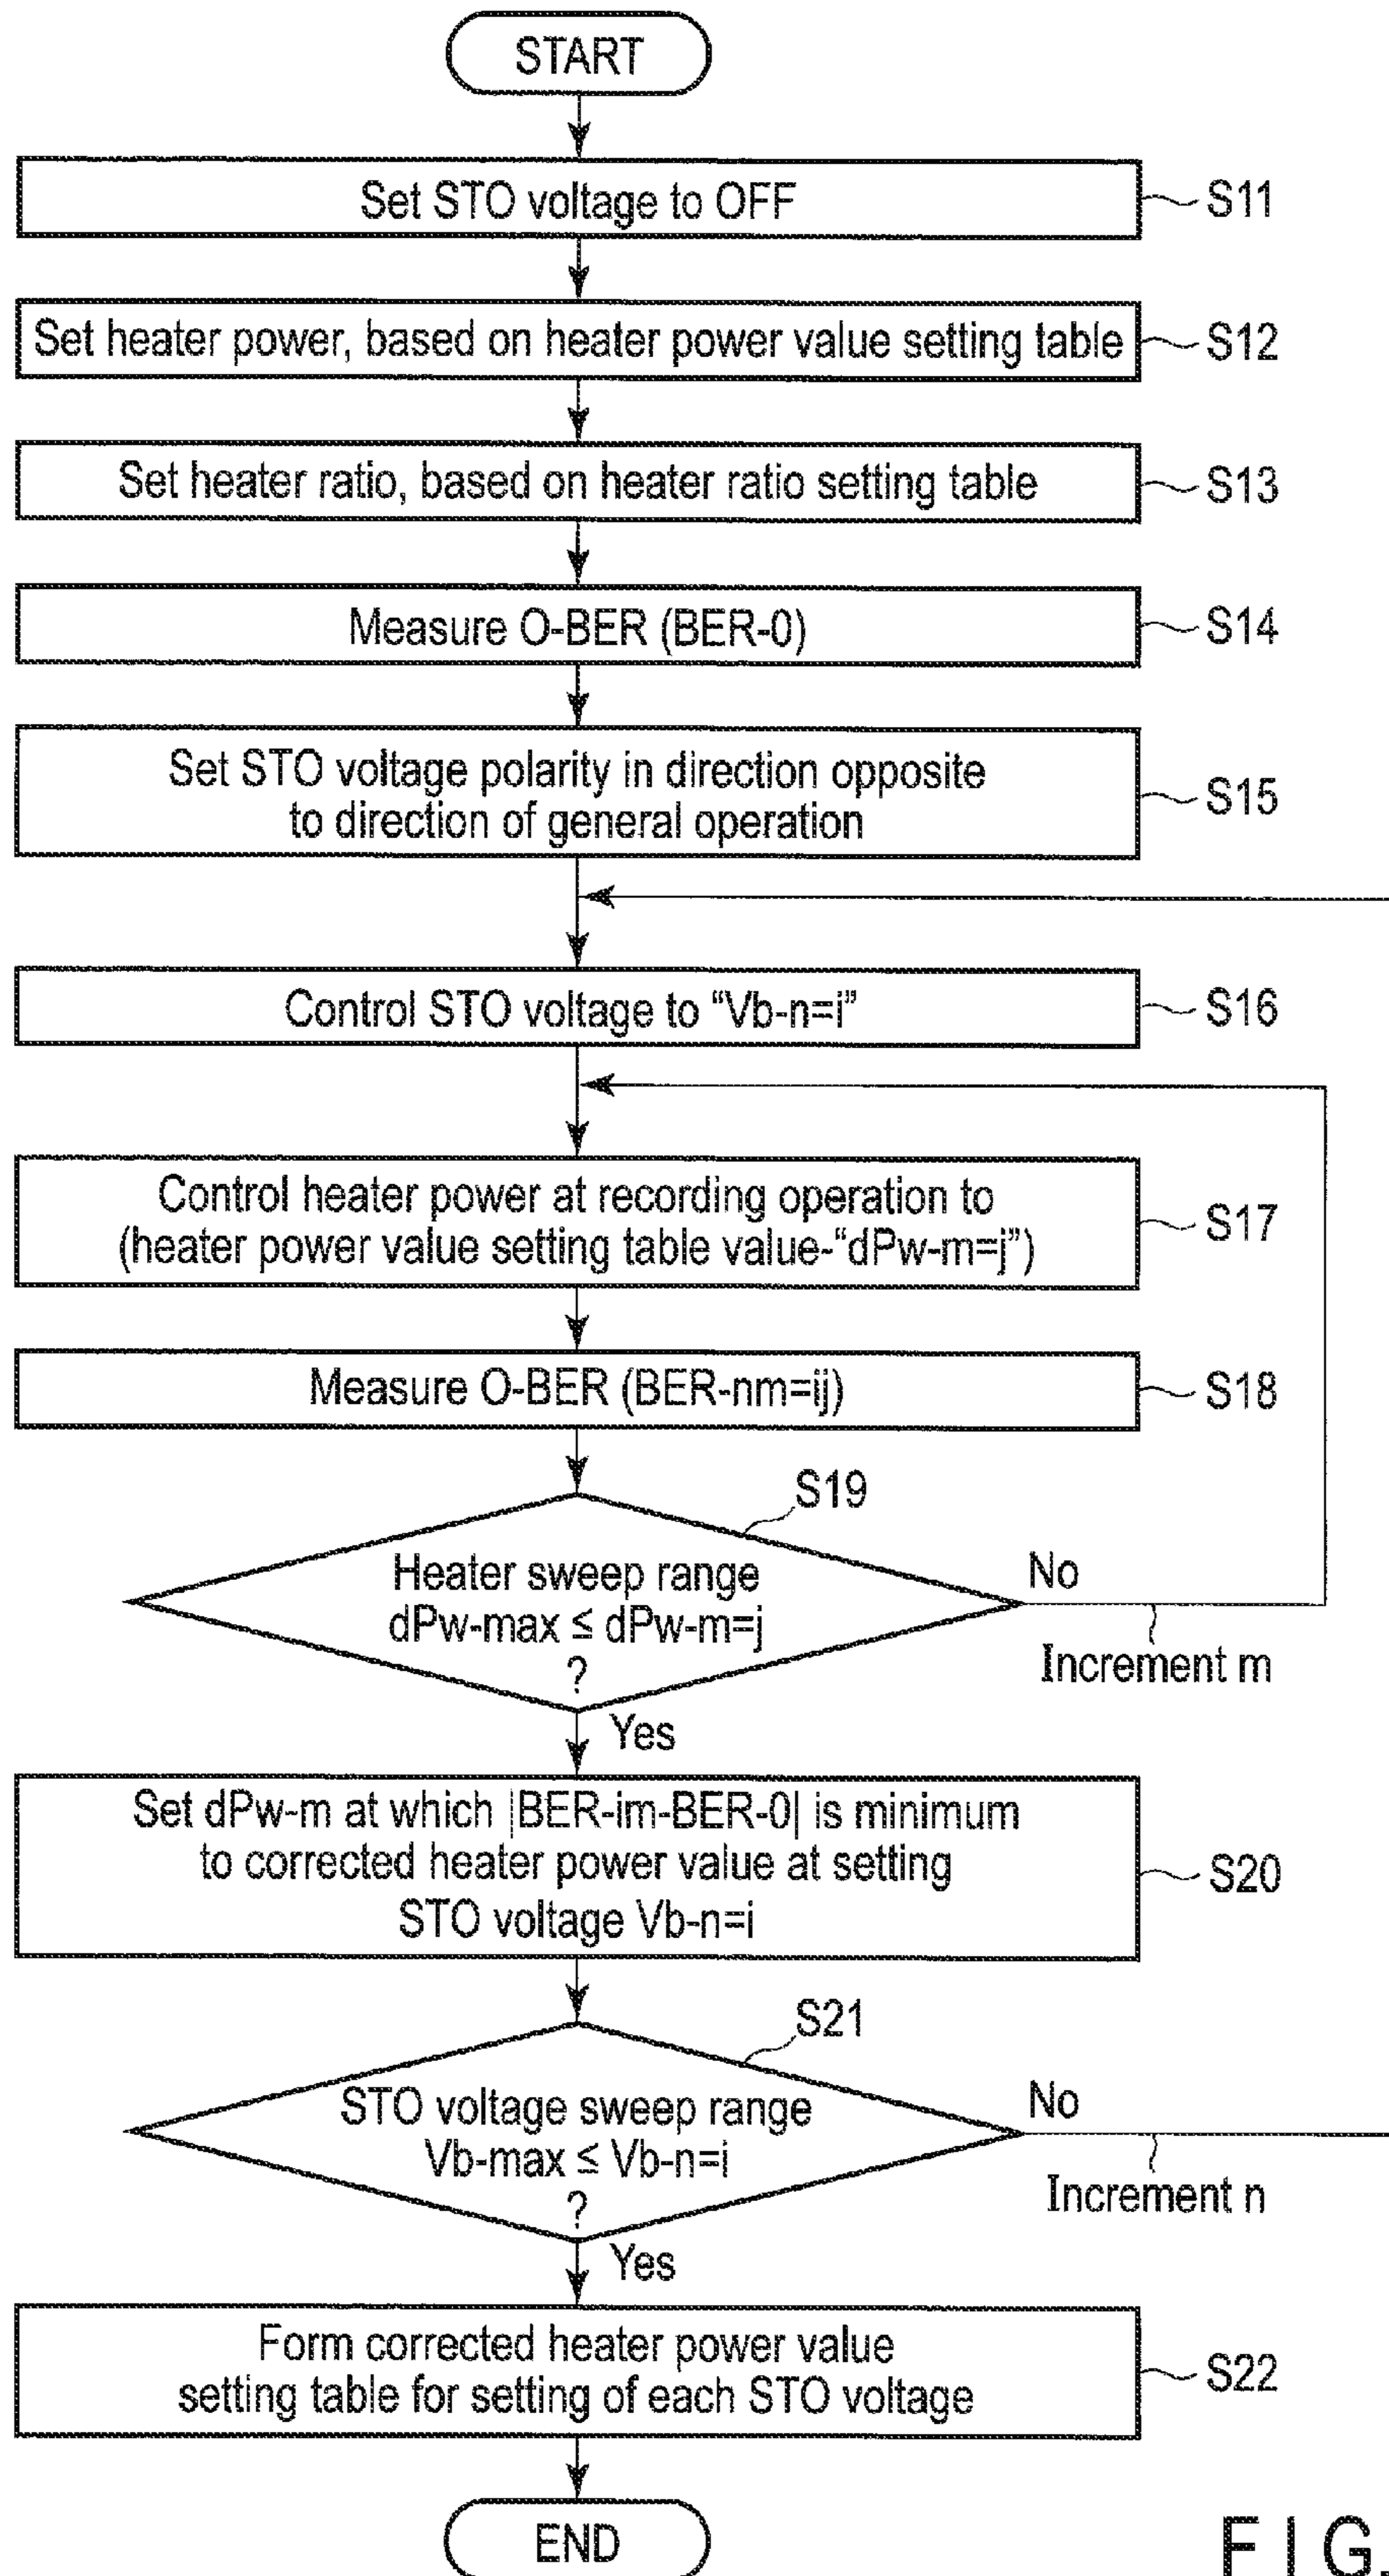 START
Set STO voltage to OFF
S11
Set heater power, based on heater power value setting table
S12
Set heater ratio, based on heater ratio setting table
S13
Measure O-BER (BER-0)
S14
Set STO voltage polarity in direction opposite
to direction of general operation
S15
Control STO voltage to “Vb-n=i”
S16
Control heater power at recording operation to
(heater power value setting table value-“dPw-m=j”)
S17
Measure O-BER (BER-nm=ij)
S18
S19
Heater sweep range
dPw-max ≤ dPw-m=j
?
No
Increment m
Yes
Set dPw-m at which |BER-im-BER-0| is minimum
to corrected heater power value at setting
STO voltage Vb-n=i
S20
S21
STO voltage sweep range
Vb-max ≤ Vb-n=i
?
No
Increment n
Yes
Form corrected heater power value
setting table for setting of each STO voltage
S22
END
FIG.